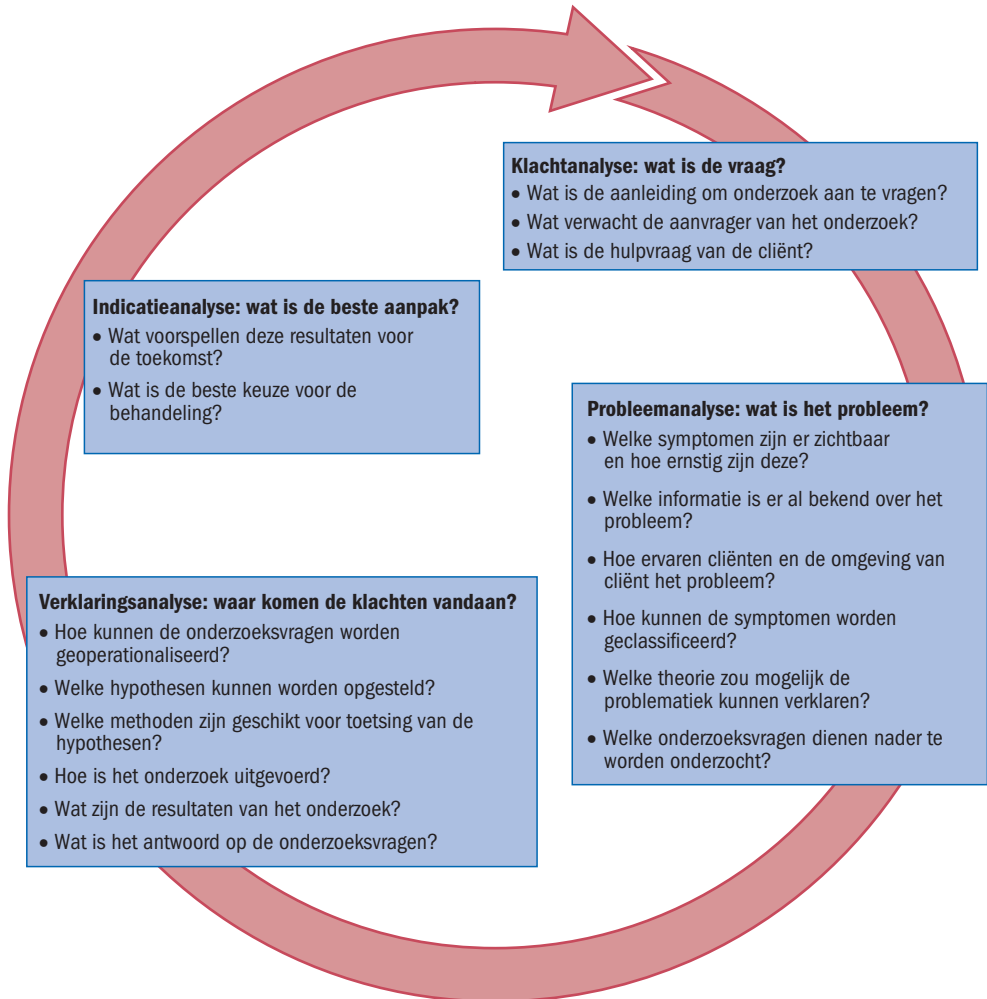 Klachtanalyse: wat is de vraag?
• Wat is de aanleiding om onderzoek aan te vragen?
• Wat verwacht de aanvrager van het onderzoek?
• Wat is de hulpvraag van de cliënt?
Probleemanalyse: wat is het probleem?
• Welke symptomen zijn er zichtbaar
en hoe ernstig zijn deze?
• Welke informatie is er al bekend over het
probleem?
• Hoe ervaren cliënten en de omgeving van
cliënt het probleem?
• Hoe kunnen de symptomen worden
geclassificeerd?
• Welke theorie zou mogelijk de
problematiek kunnen verklaren?
• Welke onderzoeksvragen dienen nader te
worden onderzocht?
Verklaringsanalyse: waar komen de klachten vandaan?
• Hoe kunnen de onderzoeksvragen worden
geoperationaliseerd?
• Welke hypothesen kunnen worden opgesteld?
• Welke methoden zijn geschikt voor toetsing van de
hypothesen?
• Hoe is het onderzoek uitgevoerd?
• Wat zijn de resultaten van het onderzoek?
• Wat is het antwoord op de onderzoeksvragen?
Indicatieanalyse: wat is de beste aanpak?
• Wat voorspellen deze resultaten voor
de toekomst?
• Wat is de beste keuze voor de
behandeling?